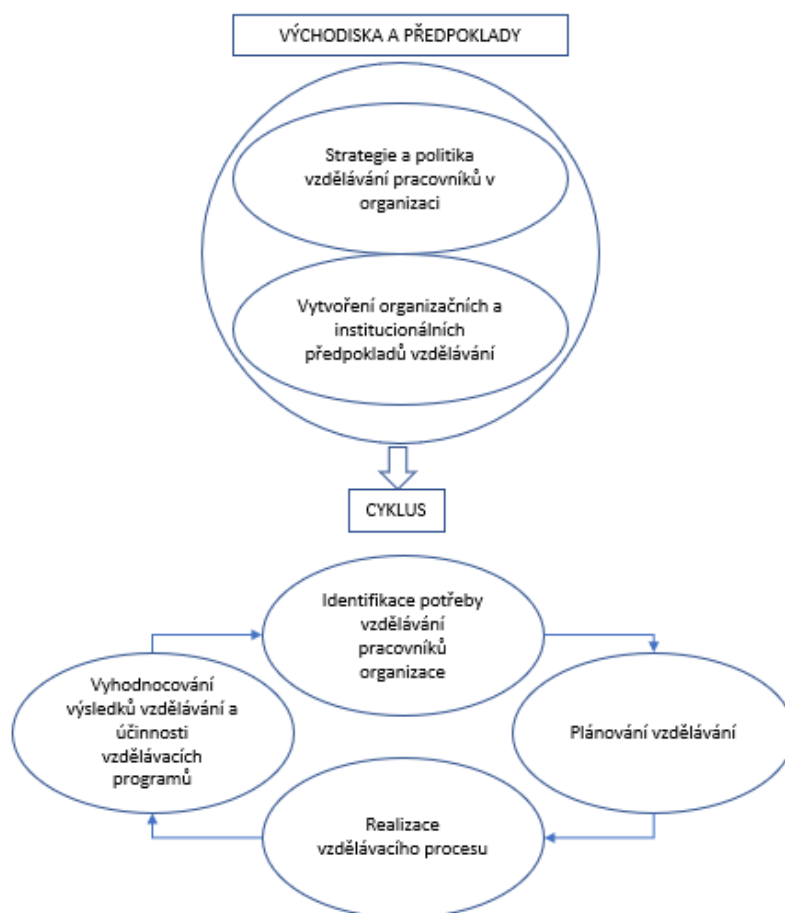 VÝCHODISKA A PŘEDPOKLADY
Strategie a politika
vzdělávání pracovníků v
organizaci
Vytvoření organizačních a
institucionálních
předpokladů vzdělávání
CYKLUS
Identifikace potřeby
vzdělávání
pracovníků
organizace
Vyhodnocování
výsledků vzdělávání a
účinnosti
vzdělávacích
programů
Plánování vzdělávání
Realizace
vzdělávacího procesu